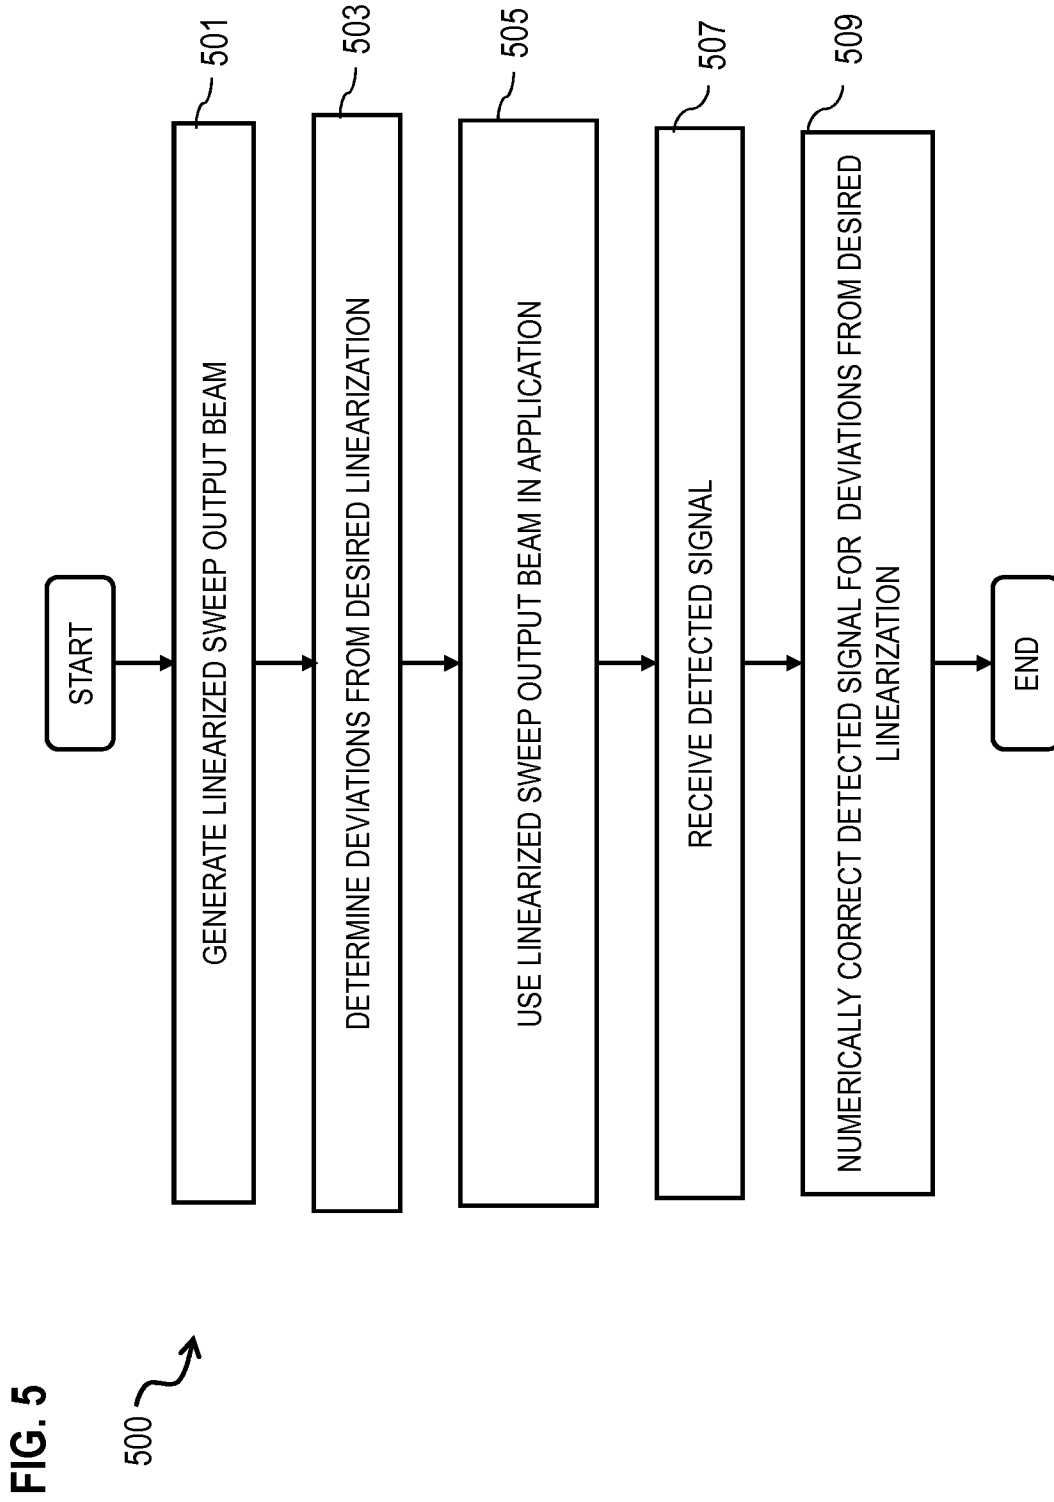 FIG. 5
500
START
GENERATE LINEARIZED SWEEP OUTPUT BEAM
501
DETERMINE DEVIATIONS FROM DESIRED LINEARIZATION
503
USE LINEARIZED SWEEP OUTPUT BEAM IN APPLICATION
505
RECEIVE DETECTED SIGNAL
507
NUMERICALLY CORRECT DETECTED SIGNAL FOR DEVIATIONS FROM DESIRED
LINEARIZATION
509
END